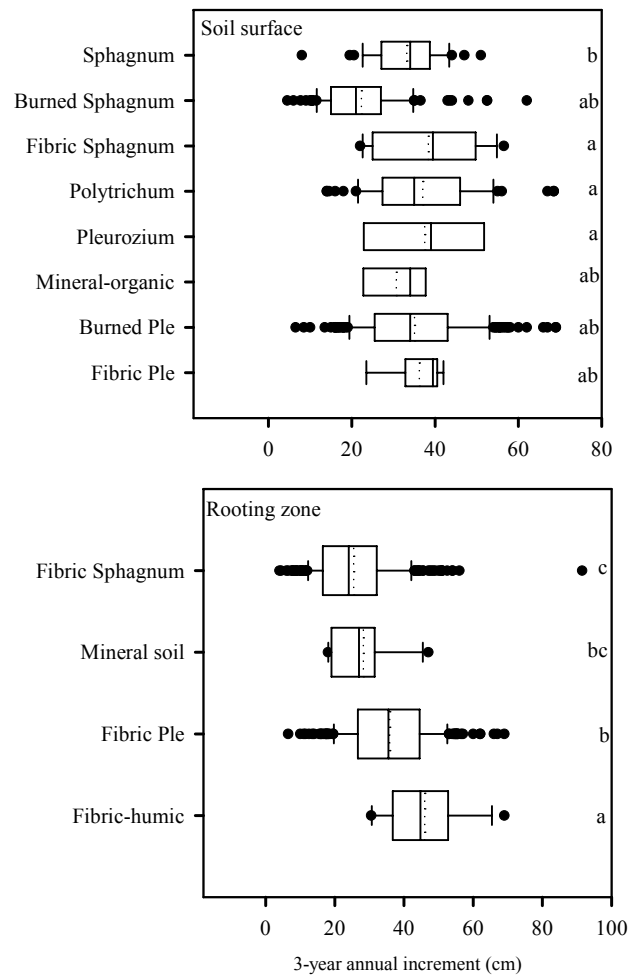 Soil surface
Sphagnum b
Burned Sphagnum ab
Fibric Sphagnum a
Polytrichum a
Pleurozium a
Mineral-organic ab
Burned Ple ab
Fibric Ple ab
0 20 40 60 80
Rooting zone
Fibric Sphagnum c
Mineral soil bc
Fibric Ple b
Fibric-humic a
0 20 40 60 80 100
3-year annual increment (cm)